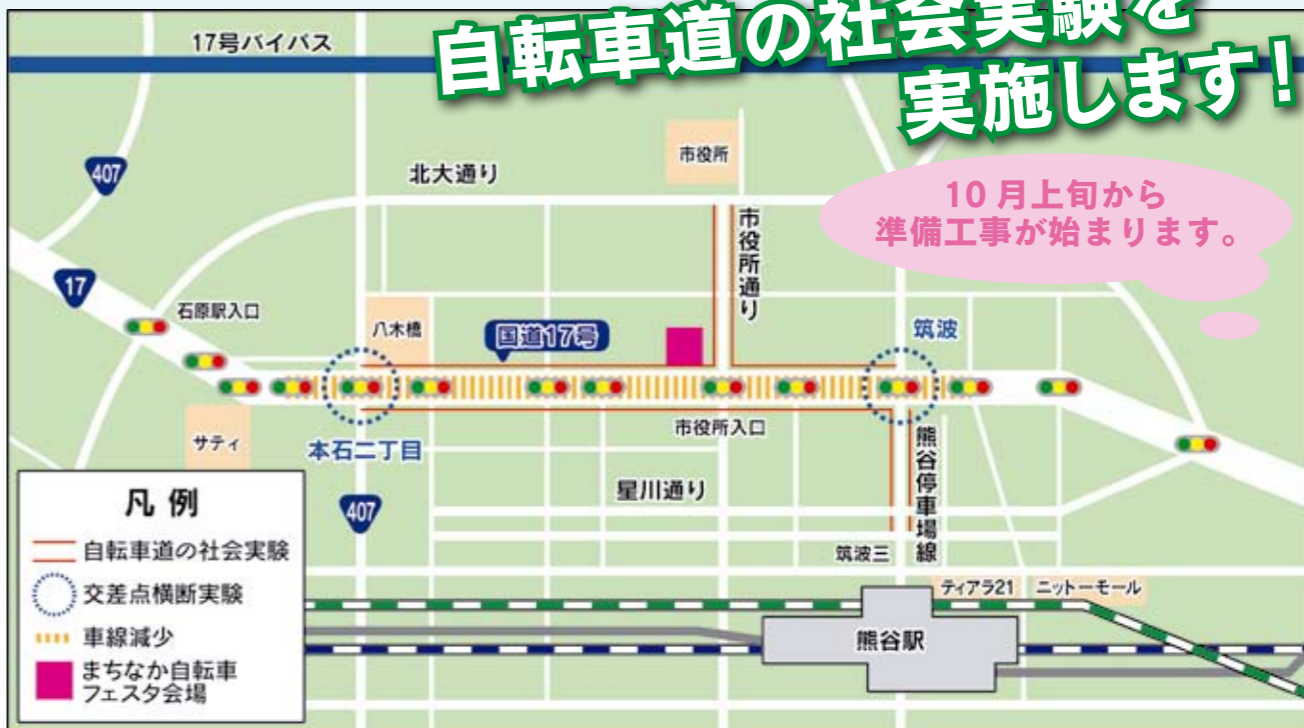 自転車道の社会実験を
実施します！
10月上旬から
準備工事が始まります。
17号バイパス
407
北大通り
市役所
市役所通り
17
石原駅入口
八木橋
国道17号
筑波
サティ
本石二丁目
市役所入口
熊谷停車場線
407
星川通り
筑波三
ティアラ21
ニットーモール
熊谷駅
凡例
自転車道の社会実験
交差点横断実験
車線減少
まちなか自転車
フェスタ会場